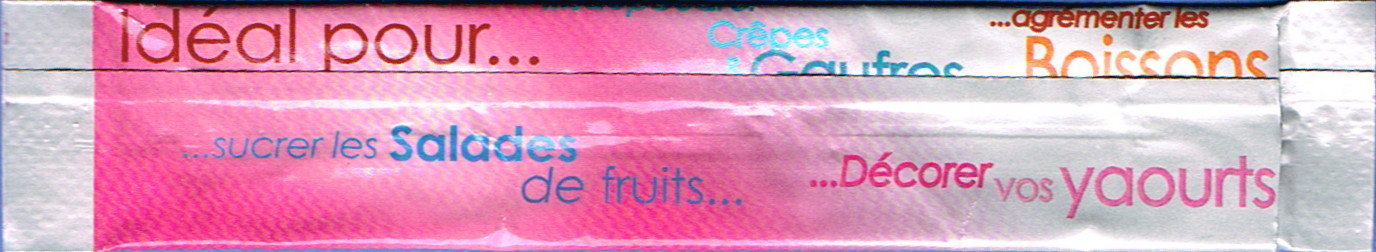 Idéal pour...
Crêpes
& Gaufres
...agrémenter les
Boissons
...sucrer les Salades
de fruits...
...Décorer vos yaourts